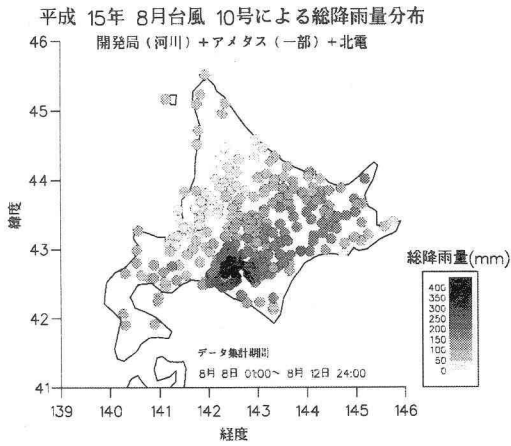 平成 15年 8月台風 10号による総降雨量分布
開発局(河川)+アメダス(一部)+北電
46
45
44
43
42
41
緯度
139 140 141 142 143 144 145 146
経度
データ集計期間
8月 8日 01:00～ 8月 12日 24:00
総降雨量(mm)
400
350
300
250
200
150
100
50
0